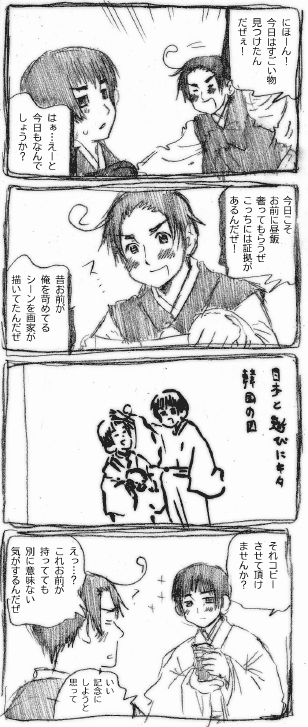 にほーん！
今日はすごい物
見つけたん
だぜぇ！
はぁ…えーと
今日もなんで
しょうか？
今日こそ
お前に昼飯
奢ってもらうぜ
こっちには証拠が
あるんだぜ！
昔お前が
俺を苛めてる
シーンを画家が
描いてたんだぜ
日本と遊びにキタ
韓国の図
それコピー
させて頂け
ませんか？
えっ…？
これお前が
持ってても
別に意味ない
気がするんだぜ
いい
記念に
しようと
思って